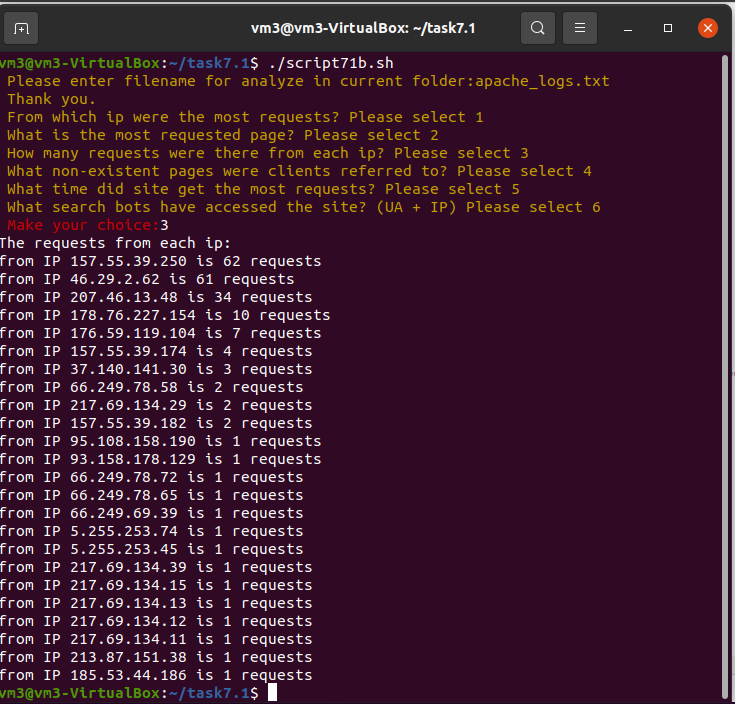 vm3@vm3-VirtualBox: ~/task7.1
vm3@vm3-VirtualBox:~/task7.1$ ./script71b.sh
Please enter filename for analyze in current folder:apache_logs.txt
Thank you.
From which ip were the most requests? Please select 1
What is the most requested page? Please select 2
How many requests were there from each ip? Please select 3
What non-existent pages were clients referred to? Please select 4
What time did site get the most requests? Please select 5
What search bots have accessed the site? (UA + IP) Please select 6
Make your choice:3
The requests from each ip:
from IP 157.55.39.250 is 62 requests
from IP 46.29.2.62 is 61 requests
from IP 207.46.13.48 is 34 requests
from IP 178.76.227.154 is 10 requests
from IP 176.59.119.104 is 7 requests
from IP 157.55.39.174 is 4 requests
from IP 37.140.141.30 is 3 requests
from IP 66.249.78.58 is 2 requests
from IP 217.69.134.29 is 2 requests
from IP 157.55.39.182 is 2 requests
from IP 95.108.158.190 is 1 requests
from IP 93.158.178.129 is 1 requests
from IP 66.249.78.72 is 1 requests
from IP 66.249.78.65 is 1 requests
from IP 66.249.69.39 is 1 requests
from IP 5.255.253.74 is 1 requests
from IP 5.255.253.45 is 1 requests
from IP 217.69.134.39 is 1 requests
from IP 217.69.134.15 is 1 requests
from IP 217.69.134.13 is 1 requests
from IP 217.69.134.12 is 1 requests
from IP 217.69.134.11 is 1 requests
from IP 213.87.151.38 is 1 requests
from IP 185.53.44.186 is 1 requests
vm3@vm3-VirtualBox:~/task7.1$